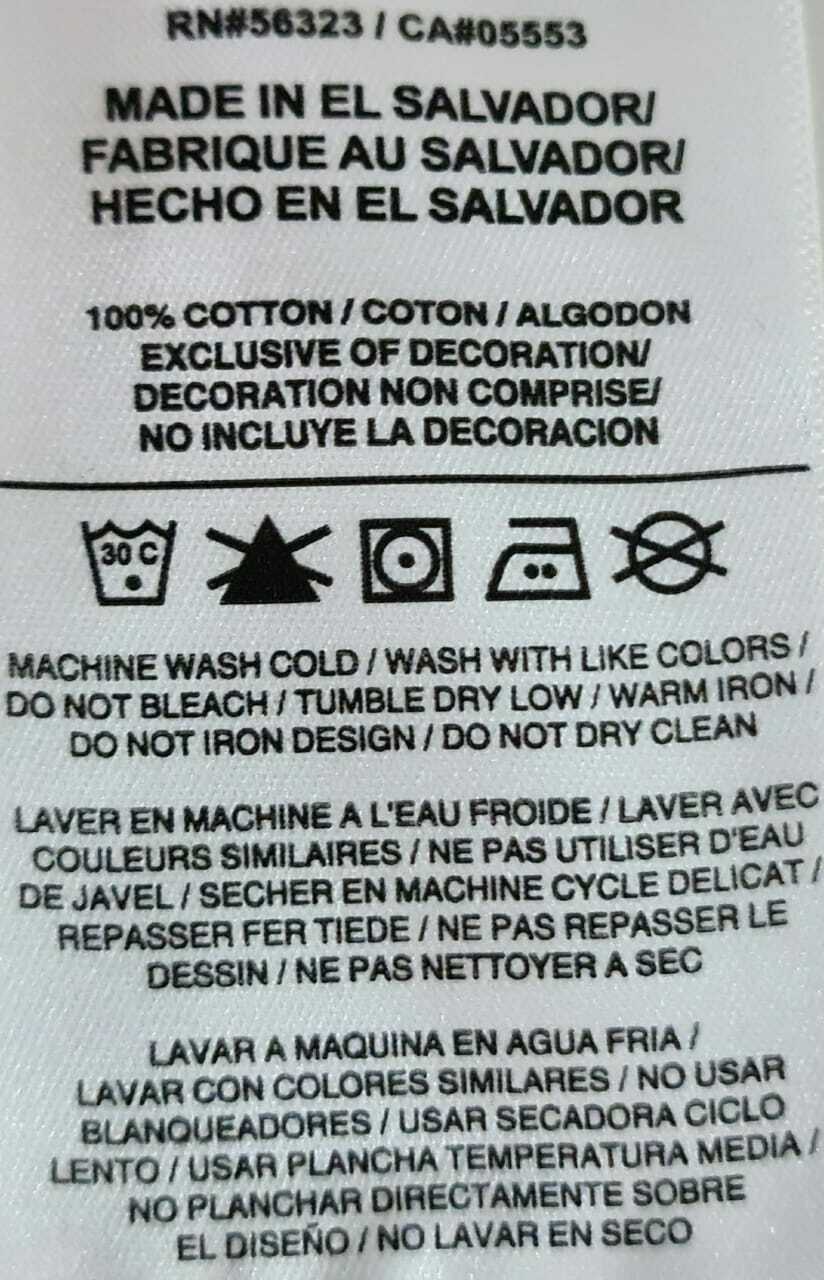 RN#56323 / CA#05553
MADE IN EL SALVADOR/
FABRIQUE AU SALVADOR/
HECHO EN EL SALVADOR
100% COTTON / COTON / ALGODON
EXCLUSIVE OF DECORATION/
DECORATION NON COMPRISE/
NO INCLUYE LA DECORACION
30 C
MACHINE WASH COLD / WASH WITH LIKE COLORS /
DO NOT BLEACH / TUMBLE DRY LOW / WARM IRON /
DO NOT IRON DESIGN / DO NOT DRY CLEAN
LAVER EN MACHINE A L'EAU FROIDE / LAVER AVEC
COULEURS SIMILAIRES / NE PAS UTILISER D'EAU
DE JAVEL / SECHER EN MACHINE CYCLE DELICAT /
REPASSER FER TIEDE / NE PAS REPASSER LE
DESSIN / NE PAS NETTOYER A SEC
LAVAR A MAQUINA EN AGUA FRIA /
LAVAR CON COLORES SIMILARES / NO USAR
BLANQUEADORES / USAR SECADORA CICLO
LENTO / USAR PLANCHA TEMPERATURA MEDIA /
NO PLANCHAR DIRECTAMENTE SOBRE
EL DISEÑO / NO LAVAR EN SECO